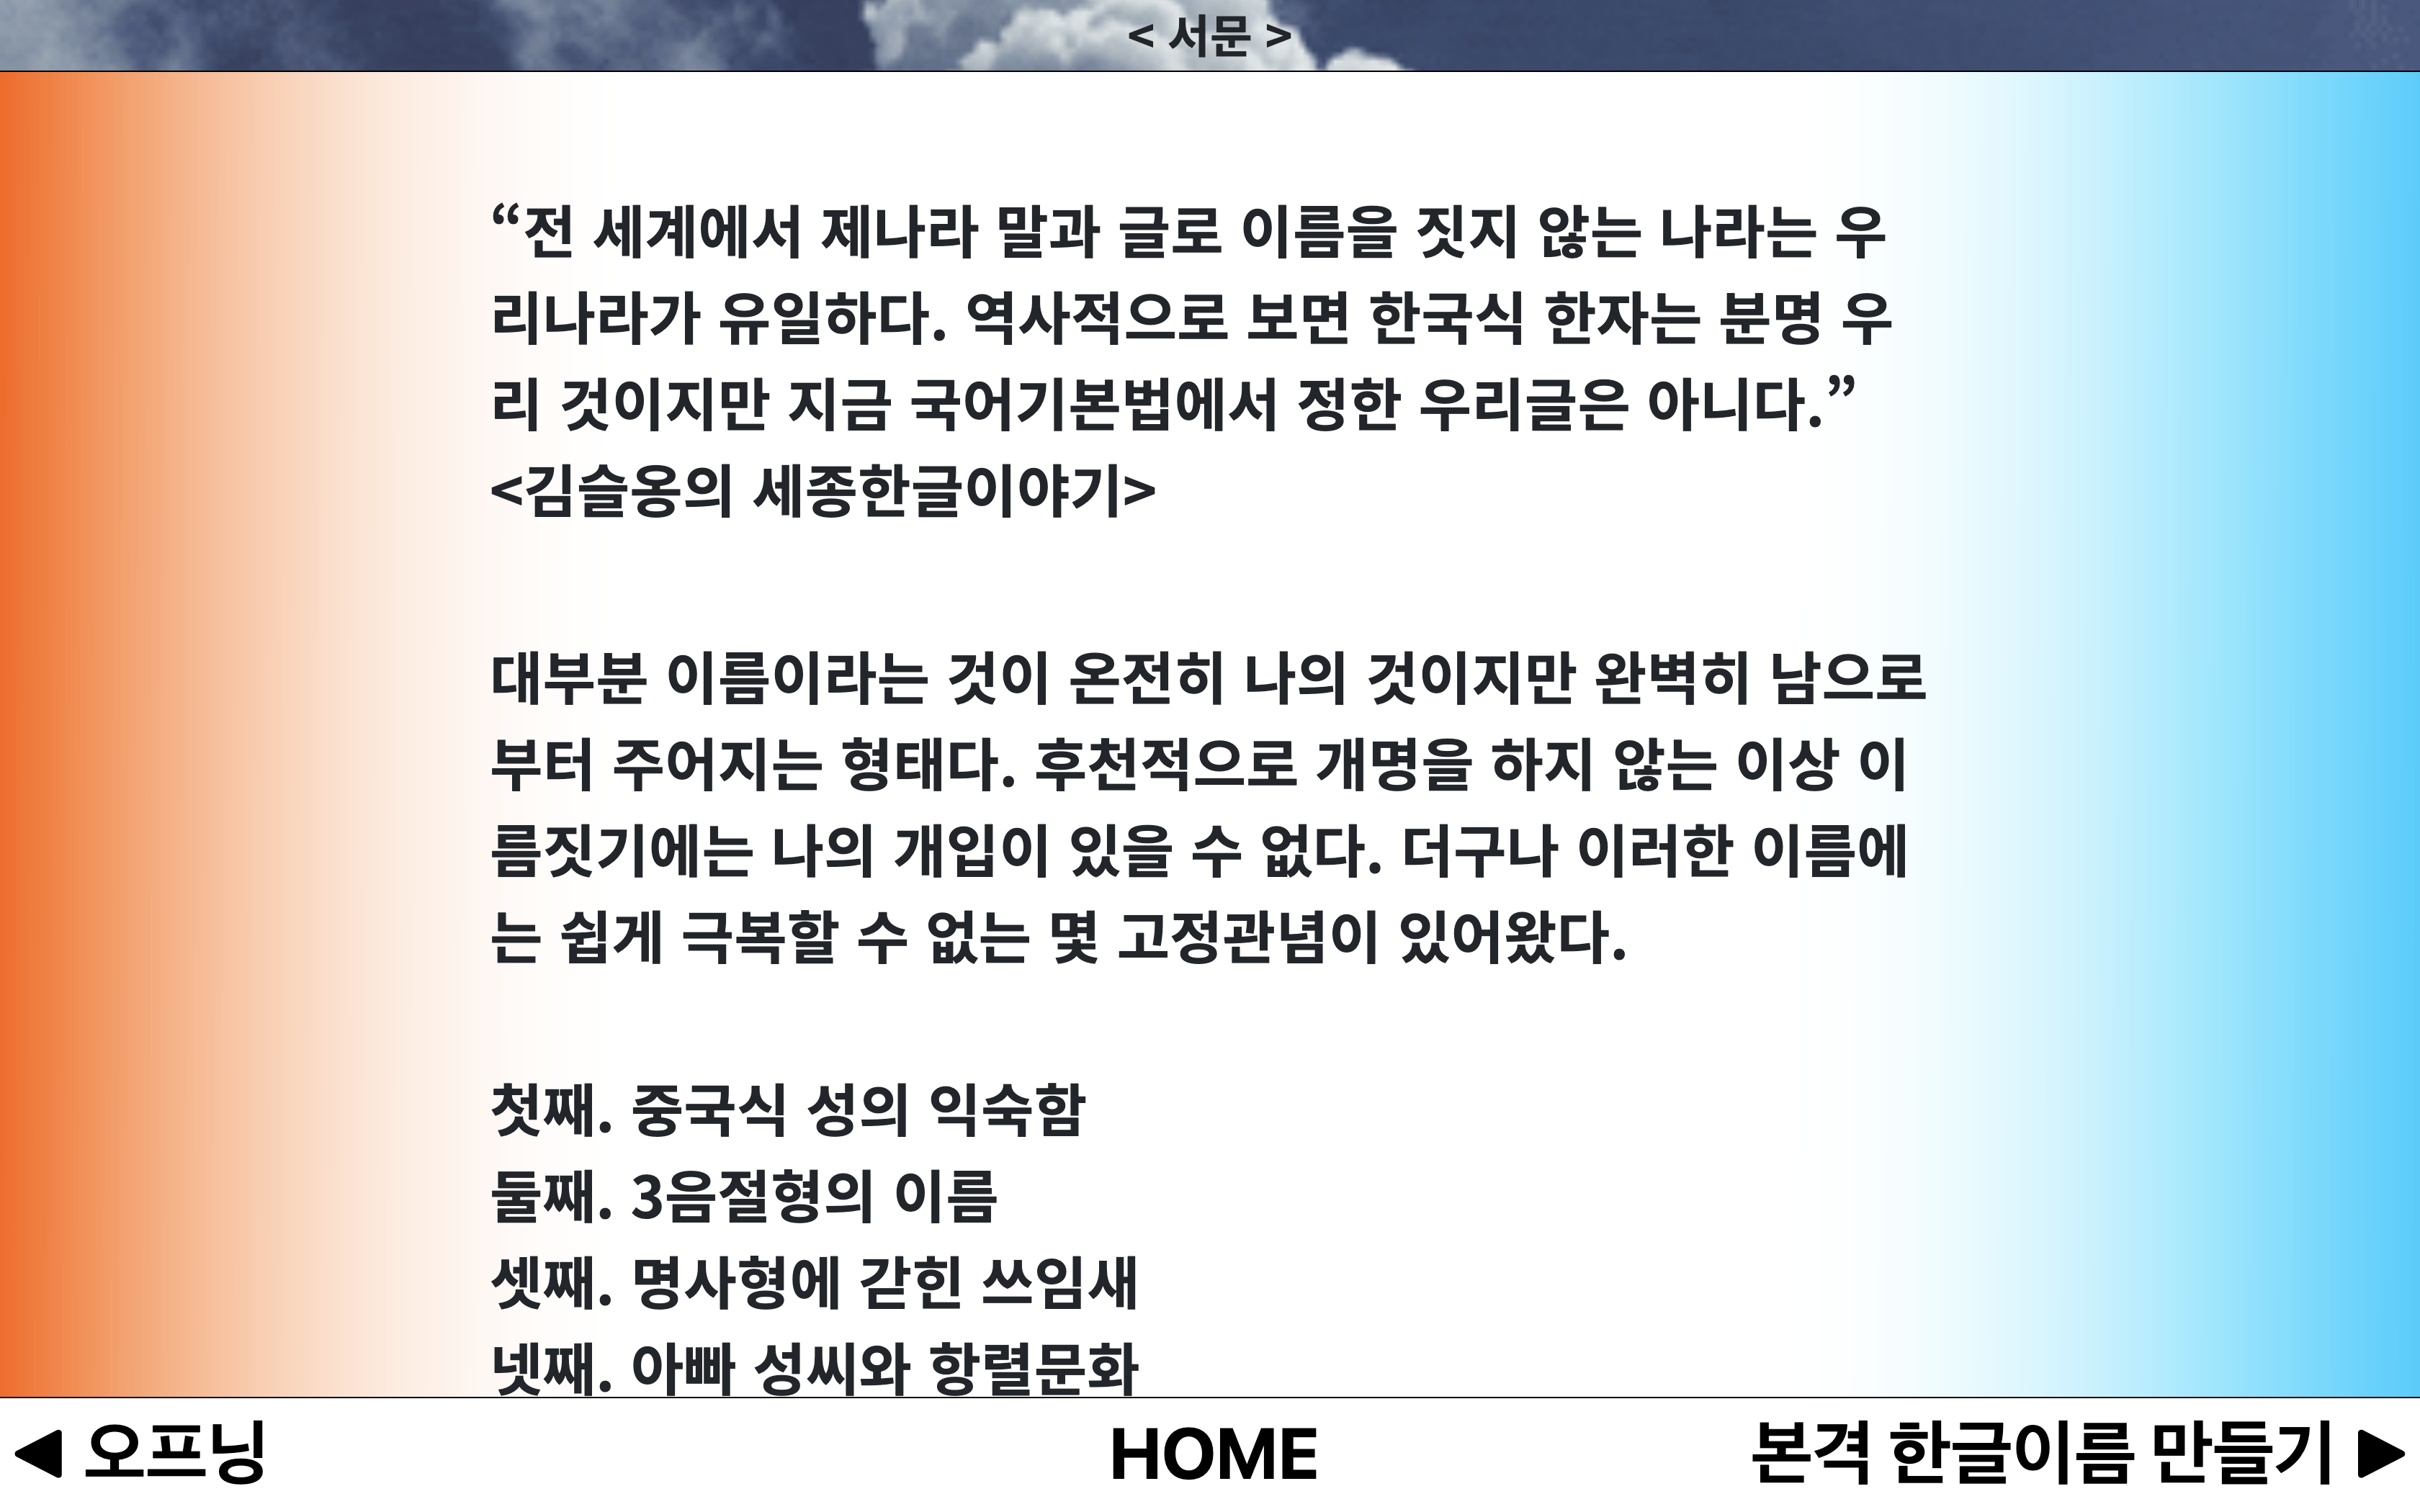 < 서문 >
“전 세계에서 제나라 말과 글로 이름을 짓지 않는 나라는 우
리나라가 유일하다. 역사적으로 보면 한국식 한자는 분명 우
리 것이지만 지금 국어기본법에서 정한 우리글은 아니다.”
<김슬옹의 세종한글이야기>
대부분 이름이라는 것이 온전히 나의 것이지만 완벽히 남으로
부터 주어지는 형태다. 후천적으로 개명을 하지 않는 이상 이
름짓기에는 나의 개입이 있을 수 없다. 더구나 이러한 이름에
는 쉽게 극복할 수 없는 몇 고정관념이 있어왔다.
첫째. 중국식 성의 익숙함
둘째. 3음절형의 이름
셋째. 명사형에 갇힌 쓰임새
넷째. 아빠 성씨와 항렬문화
◀ 오프닝
HOME
본격 한글이름 만들기 ▶